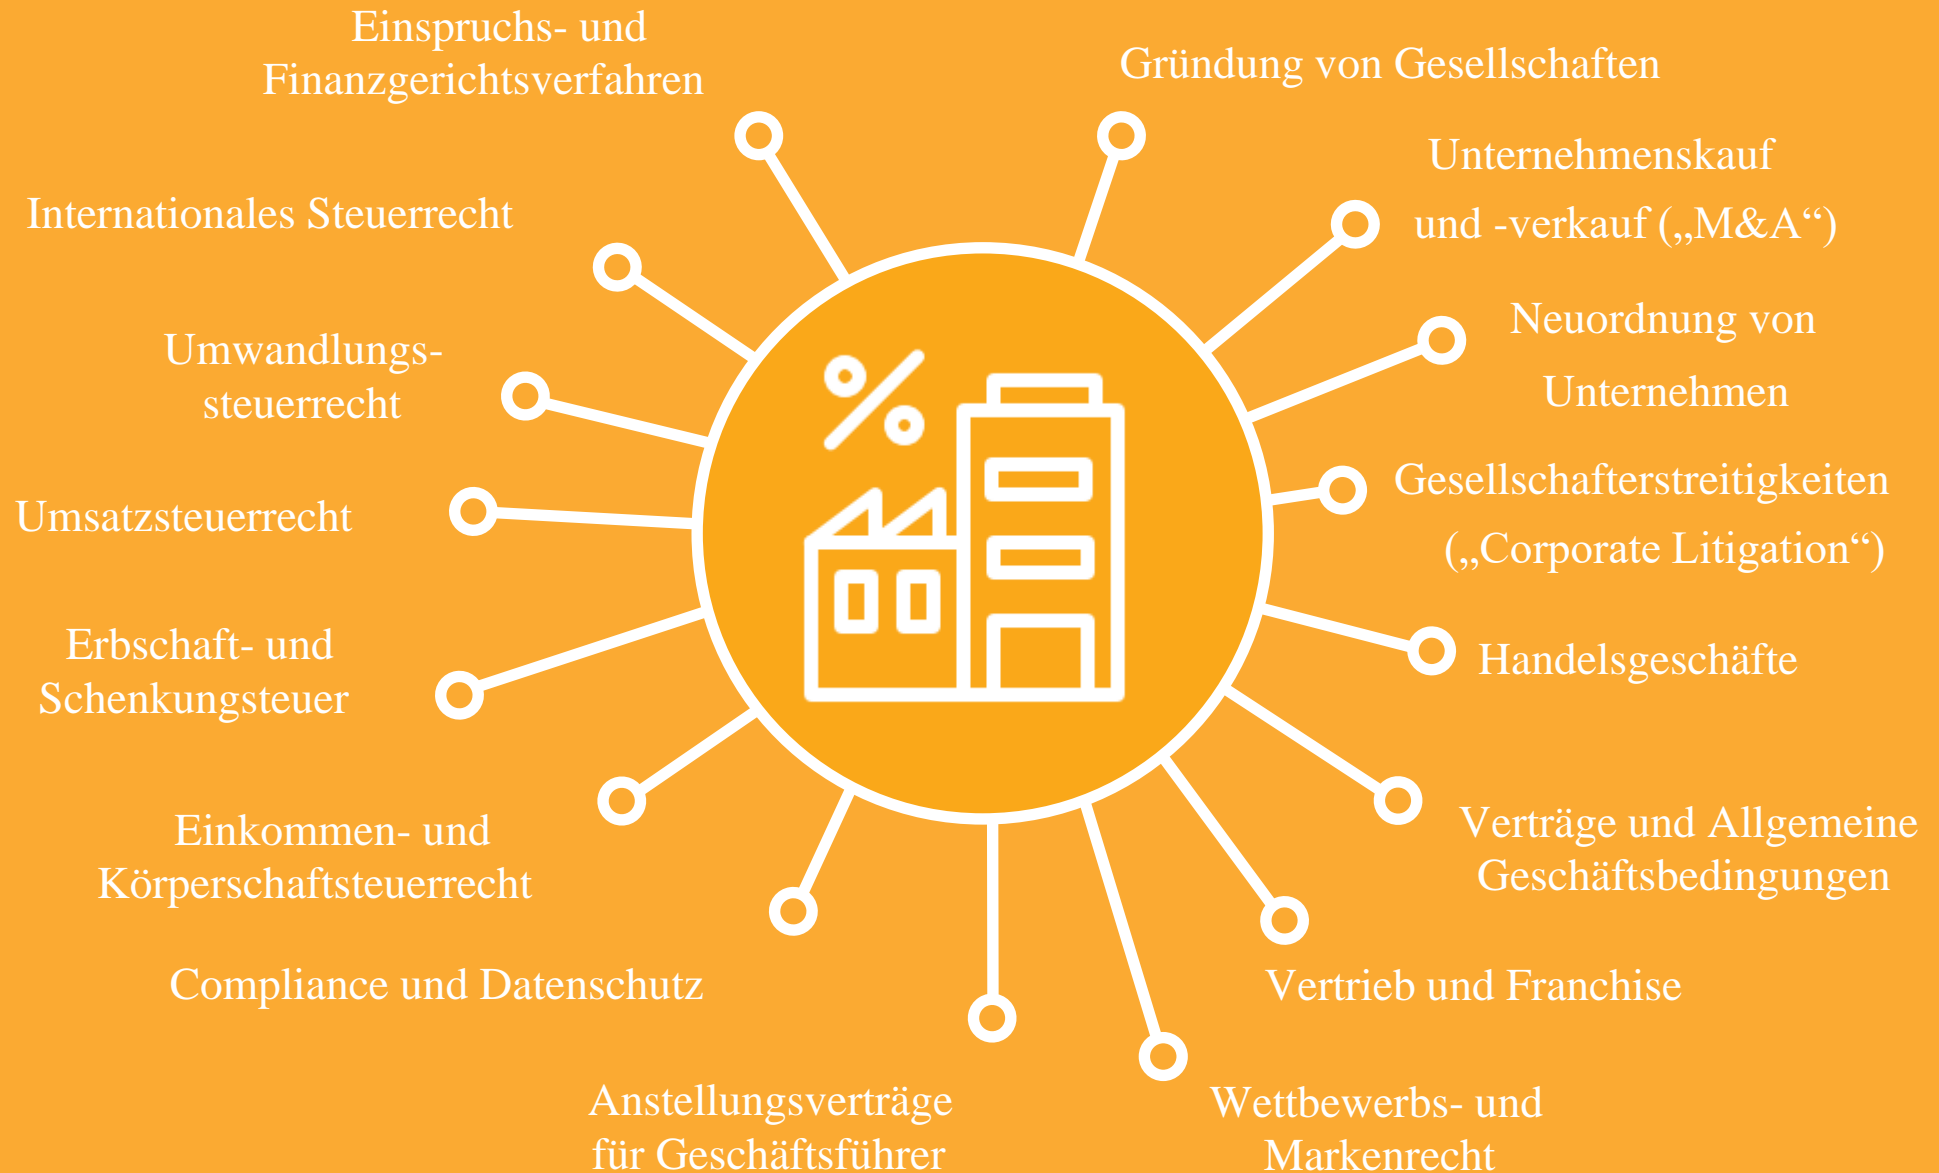 Einspruchs- und
Finanzgerichtsverfahren
Gründung von Gesellschaften
Unternehmenskauf
und -verkauf („M&A“)
Neuordnung von
Unternehmen
Gesellschafterstreitigkeiten
(„Corporate Litigation“)
Handelsgeschäfte
Verträge und Allgemeine
Geschäftsbedingungen
Vertrieb und Franchise
Wettbewerbs- und
Markenrecht
Anstellungsverträge
für Geschäftsführer
Compliance und Datenschutz
Einkommen- und
Körperschaftsteuerrecht
Erbschaft- und
Schenkungsteuer
Umsatzsteuerrecht
Umwandlungs-
steuerrecht
Internationales Steuerrecht
%